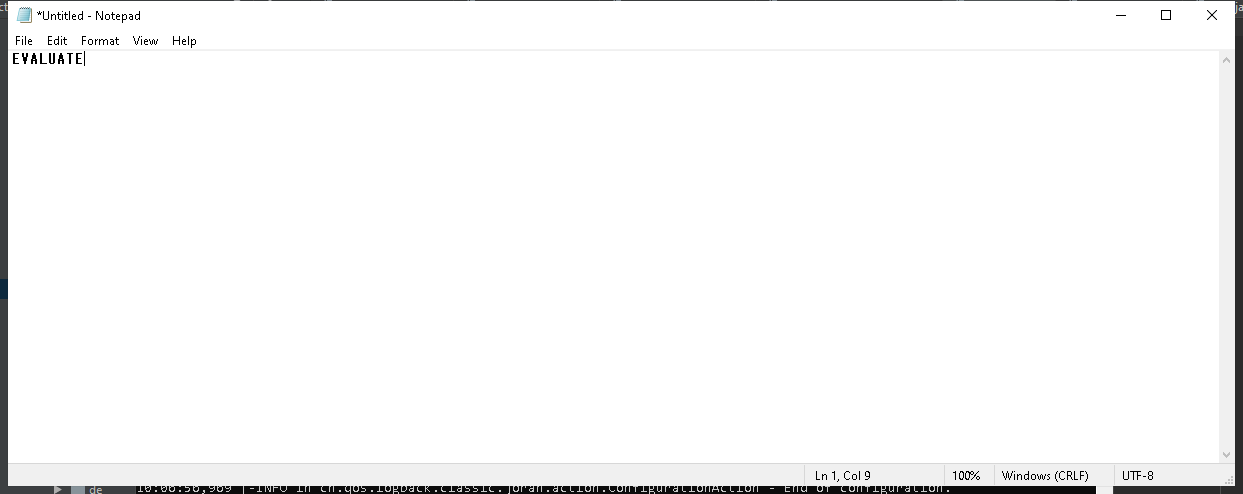 *Untitled - Notepad
File Edit Format View Help
EVALUATE
Ln 1, Col 9 100% Windows (CRLF) UTF-8
de 10:06:56,969 |-INFO in ch.qos.logback.classic.joran.action.ConfigurationAction - End of configuration.